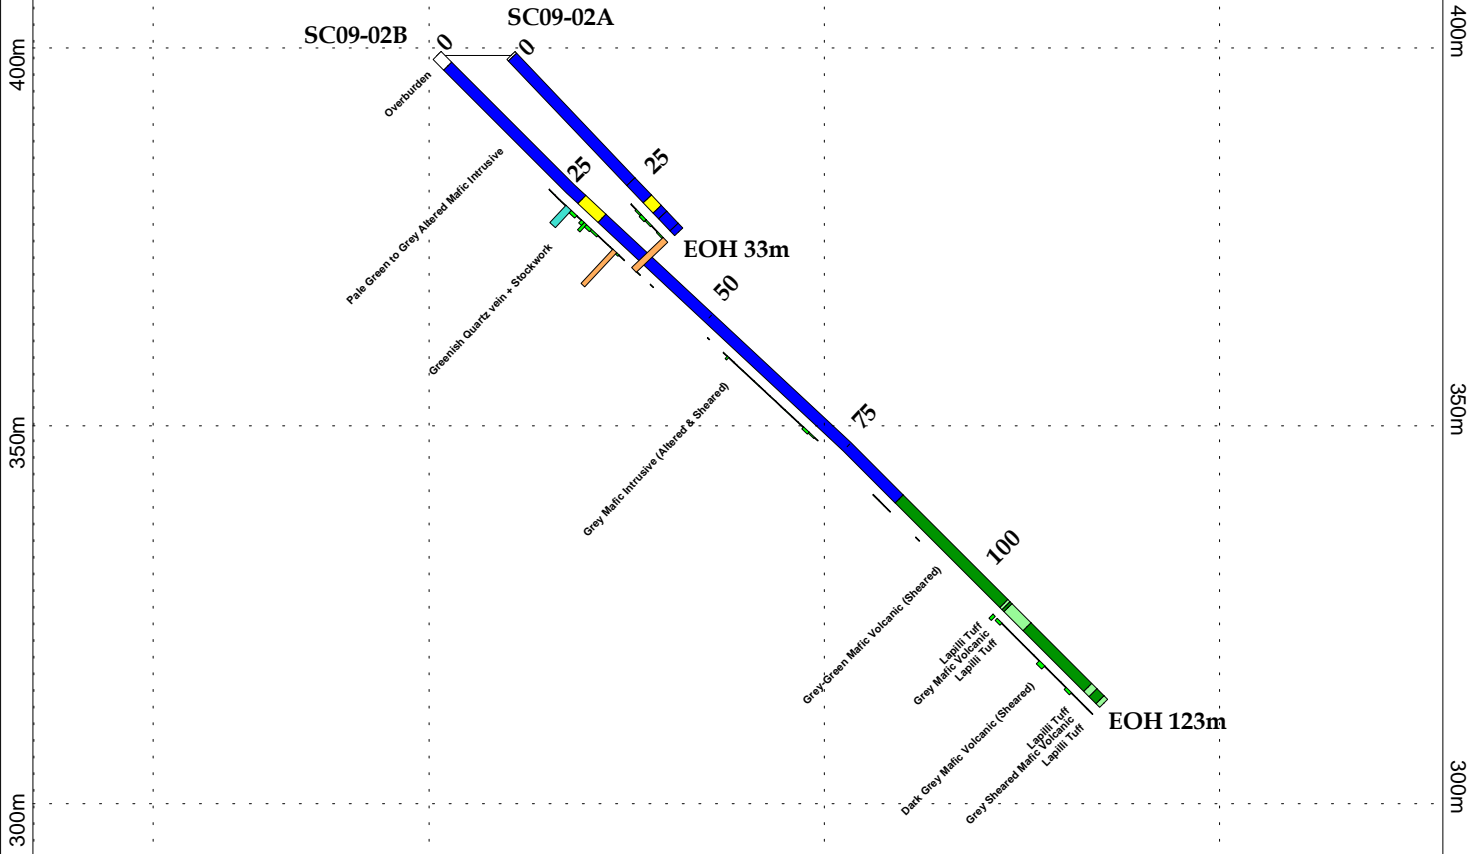 SC09-02A
SC09-02B
0
0
400m
400m
Overburden
25
25
Pale Green to Grey Altered Mafic Intrusive
EOH 33m
Greenish Quartz vein + Stockwork
50
350m
350m
75
Grey Mafic Intrusive (Altered & Sheared)
100
Grey-Green Mafic Volcanic (Sheared)
Lapilli Tuff
Grey Mafic Volcanic
Lapilli Tuff
EOH 123m
Dark Grey Mafic Volcanic (Sheared)
Lapilli Tuff
Grey Sheared Mafic Volcanic
Lapilli Tuff
300m
300m